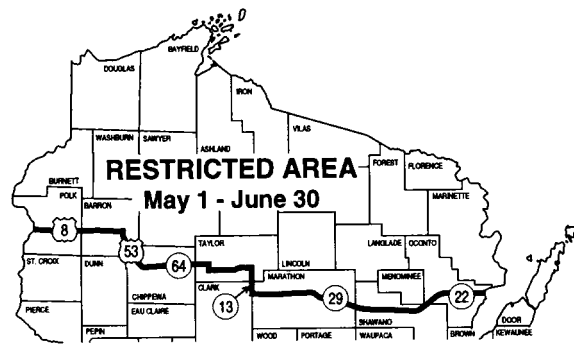 BAYFIELD
DOUGLAS
IRON
VILAS
WASHBURN
SAWYER
ASHLAND
FOREST
FLORENCE
RESTRICTED AREA
MARINETTE
BURNETT
POLK
BARRON
May 1 - June 30
8
53
TAYLOR
LANGLADE
OCONTO
ST. CROIX
DUNN
64
LINCOLN
MARATHON
MENOMINEE
CLARK
CHIPPEWA
13
29
22
PIERCE
EAU CLAIRE
SHAWANO
DOOR
PEPIN
WOOD
PORTAGE
WAUPACA
BROWN
KEWAUNEE